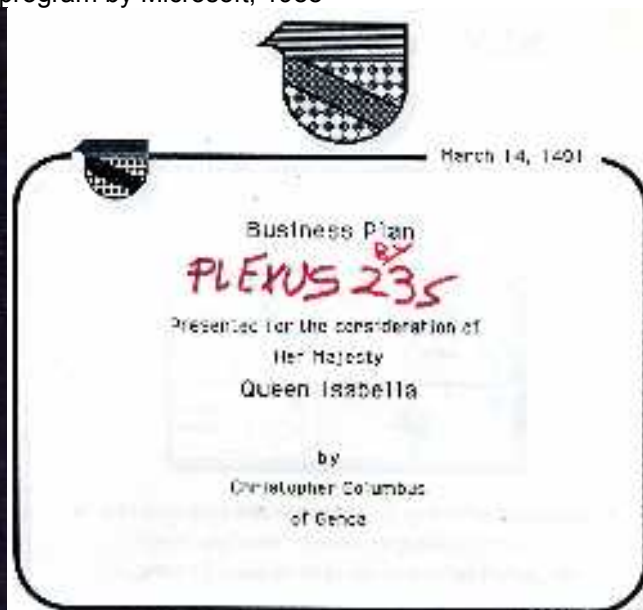 program by Microsoft, 1985
March 14, 1491
Business Plan
BY
PLEXUS 235
Presented for the consideration of
Her Majesty
Queen Isabella
by
Christopher Columbus
of Genoa